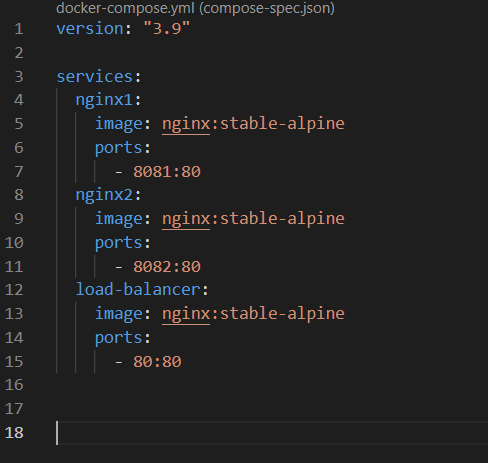 docker-compose.yml (compose-spec.json)
1 version: "3.9"
2
3 services:
4   nginx1:
5     image: nginx:stable-alpine
6     ports:
7       - 8081:80
8   nginx2:
9     image: nginx:stable-alpine
10     ports:
11       - 8082:80
12   load-balancer:
13     image: nginx:stable-alpine
14     ports:
15       - 80:80
16
17
18